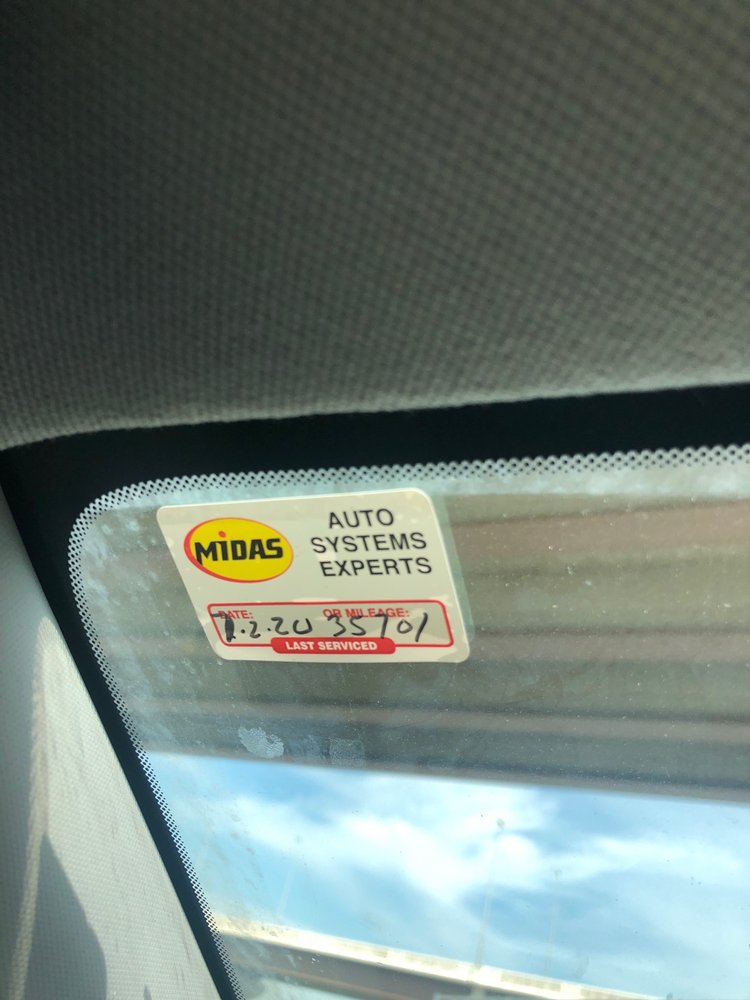 MIDAS
AUTO
SYSTEMS
EXPERTS
DATE: OR MILEAGE:
1.2.20 35701
LAST SERVICED